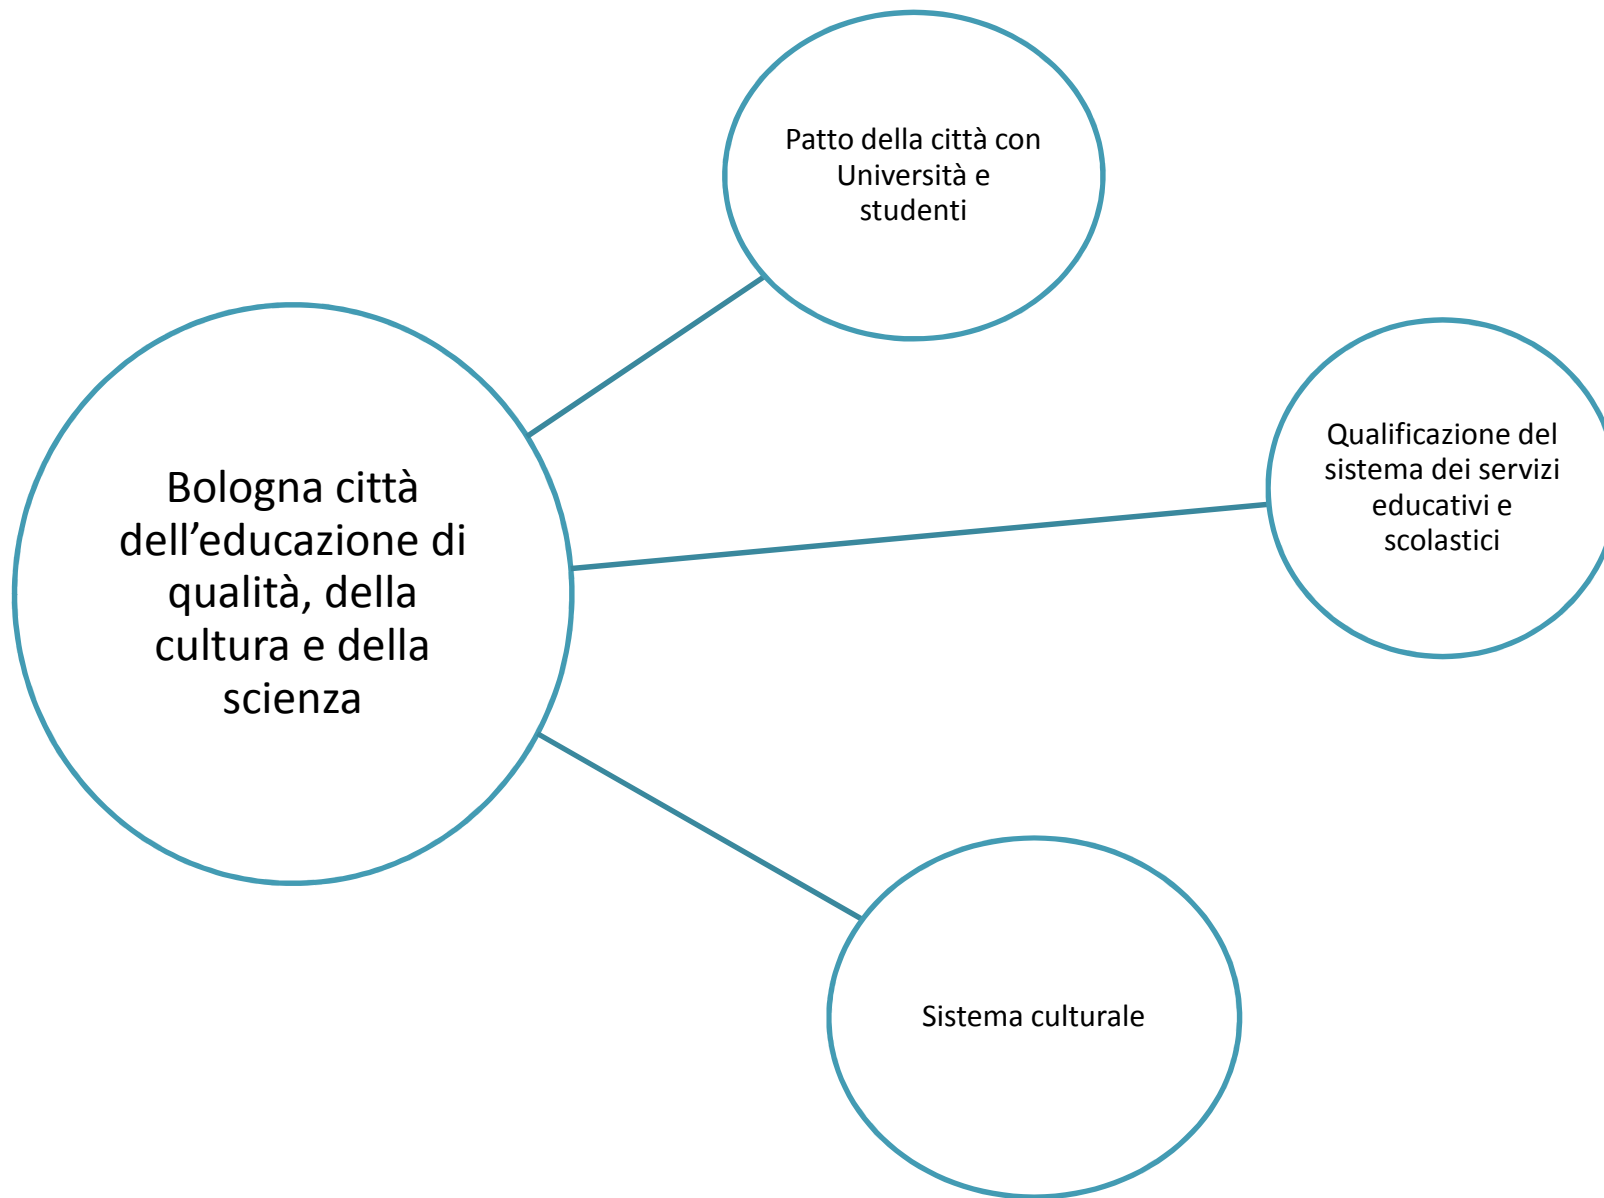 Patto della città con
Università e
studenti
Qualificazione del
sistema dei servizi
educativi e
scolastici
Bologna città
dell’educazione di
qualità, della
cultura e della
scienza
Sistema culturale